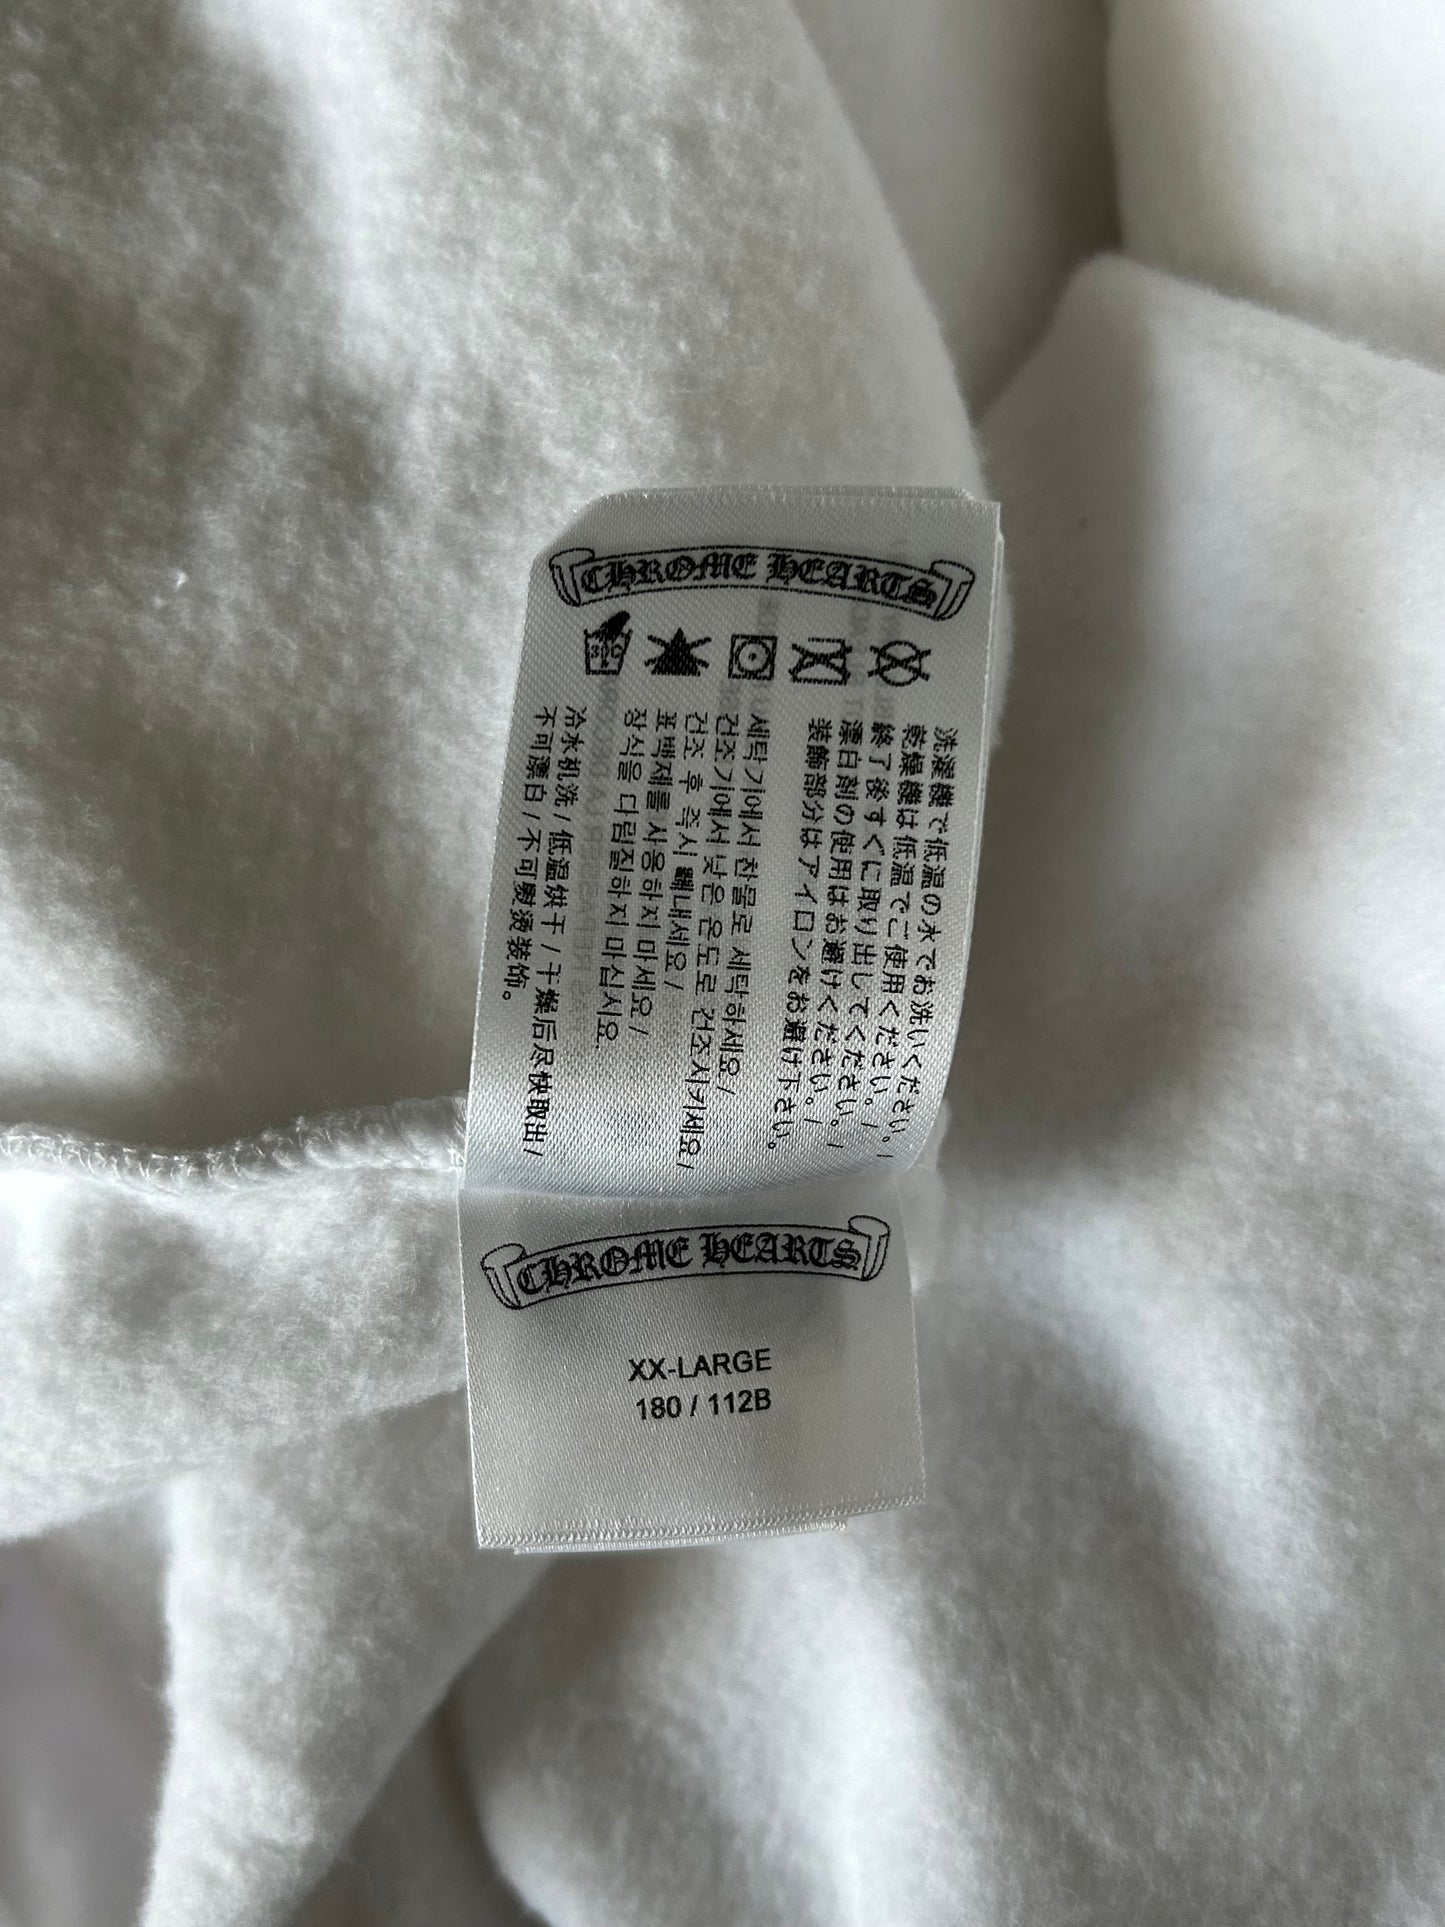 CHROME HEARTS
30C
洗濯機で低温の水でお洗いください。/
乾燥機は低温でご使用ください。/
終了後すぐに取り出してください。/
漂白剤の使用はお避けください。/
装飾部分はアイロンをお避け下さい。
세탁기에서 찬물로 세탁하세요/
건조기에서 낮은 온도로 건조시키세요/
건조 후 즉시 빼내세요/
표백제를 사용하지 마세요/
장식을 다림질하지 마십시요.
冷水机洗/低温烘干/干燥后尽快取出/
不可漂白/不可熨烫装饰。
CHROME HEARTS
XX-LARGE
180 / 112B